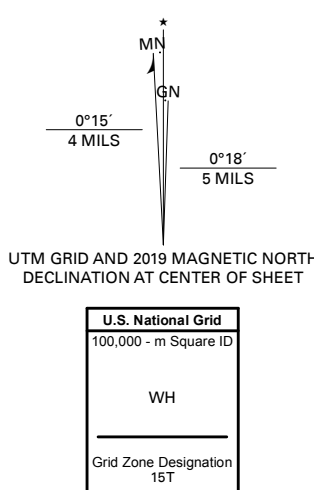 ★
MN
GN
0°15´
4 MILS
0°18´
5 MILS
UTM GRID AND 2019 MAGNETIC NORTH
DECLINATION AT CENTER OF SHEET
U.S. National Grid
100,000 - m Square ID
WH
Grid Zone Designation
15T